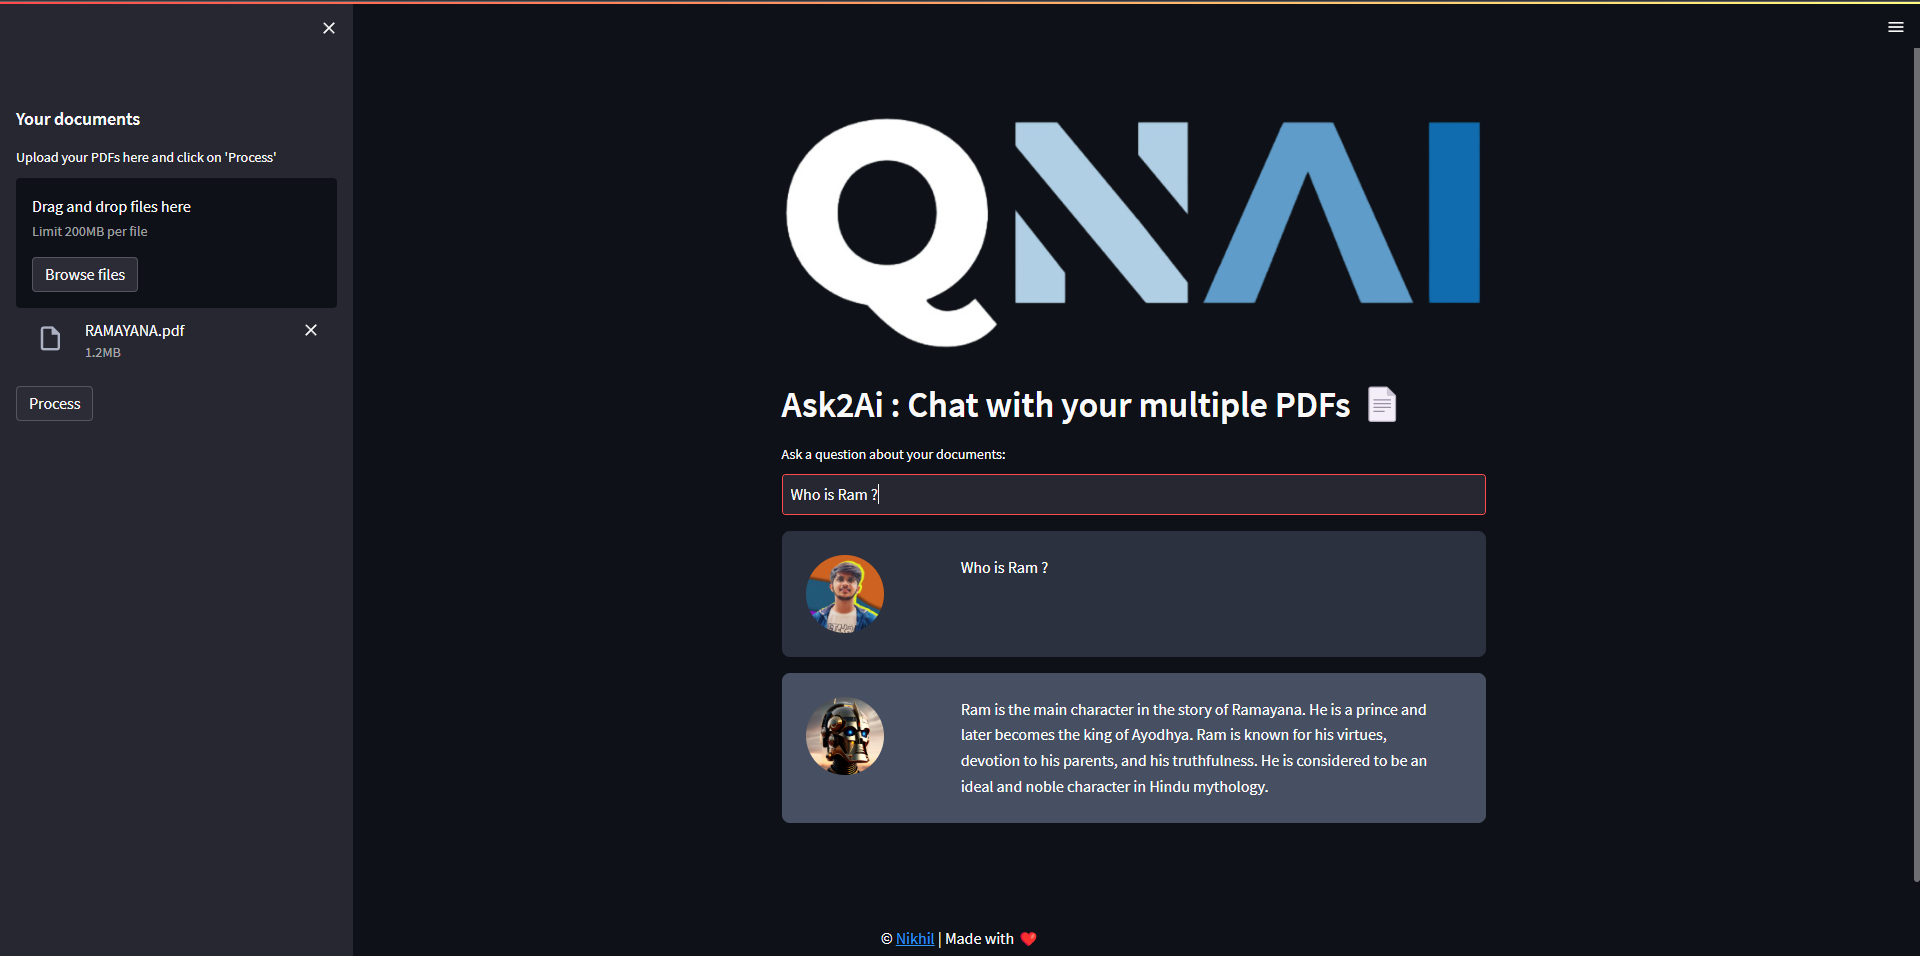 Your documents
Upload your PDFs here and click on 'Process'
Drag and drop files here
Limit 200MB per file
Browse files
RAMAYANA.pdf
1.2MB
Process
QNAI
Ask2Ai : Chat with your multiple PDFs
Ask a question about your documents:
Who is Ram ?
Who is Ram ?
Ram is the main character in the story of Ramayana. He is a prince and
later becomes the king of Ayodhya. Ram is known for his virtues,
devotion to his parents, and his truthfulness. He is considered to be an
ideal and noble character in Hindu mythology.
© Nikhil | Made with ❤️